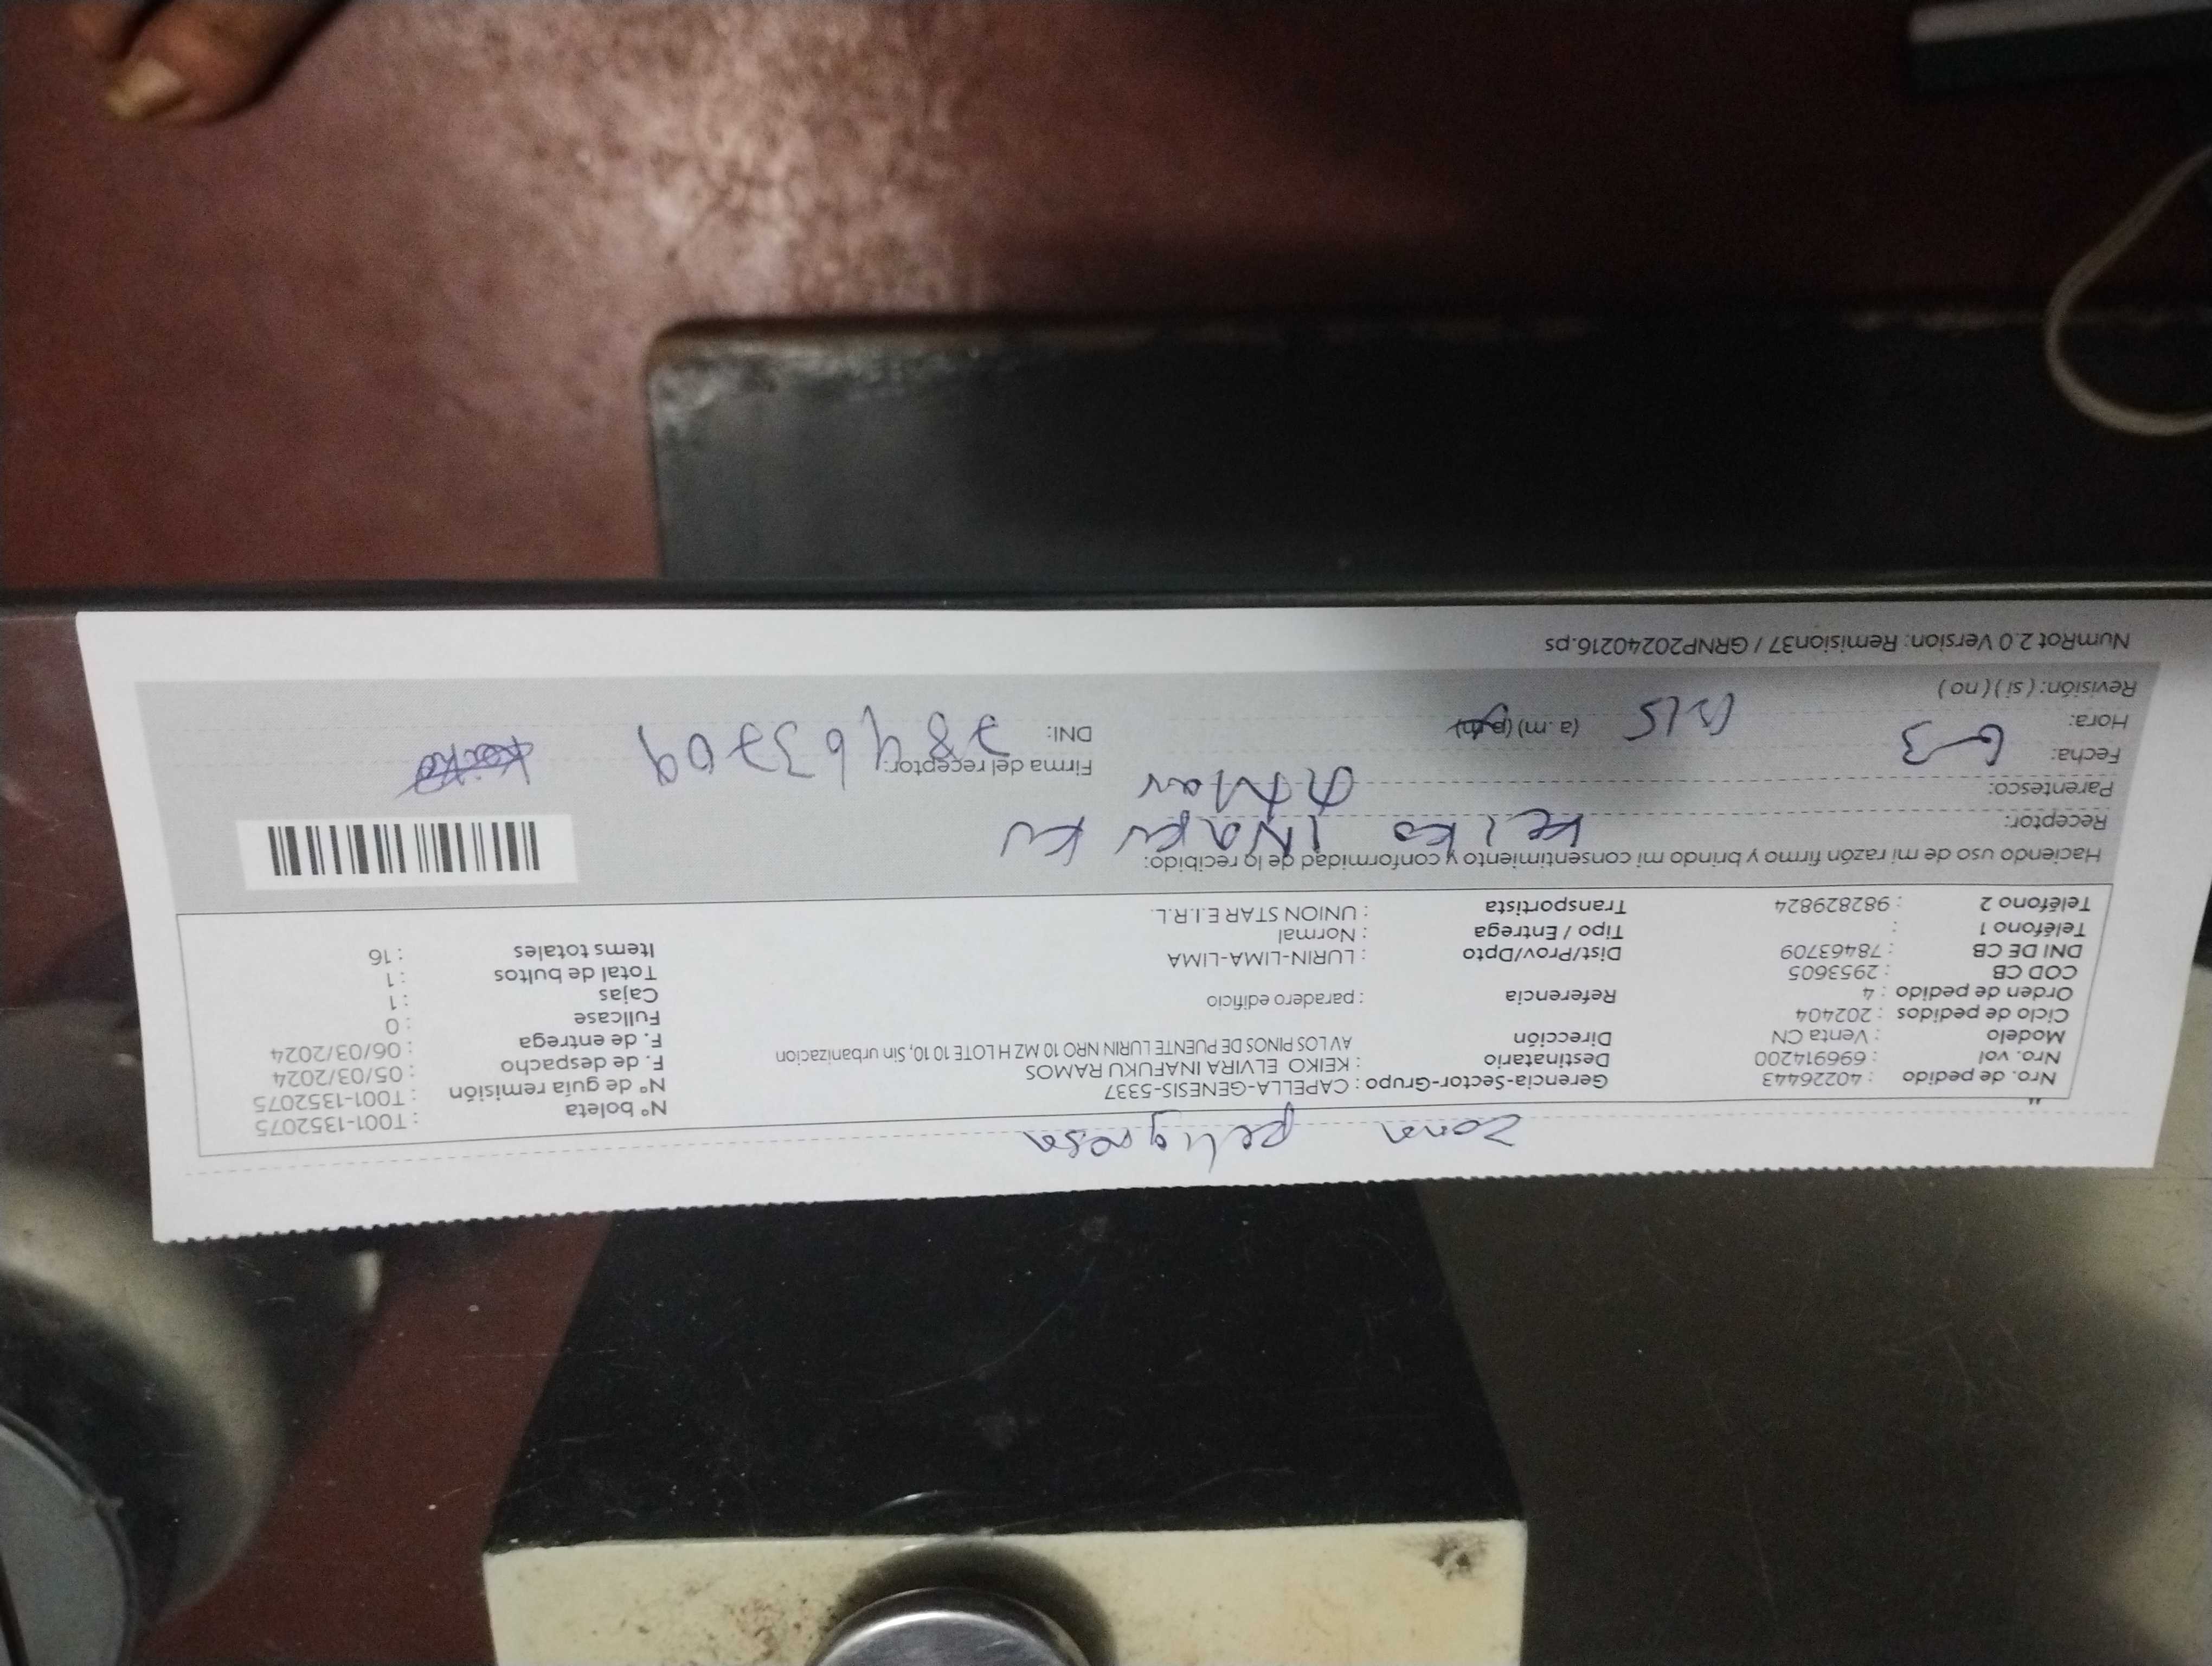 Zona peligrosa
Nro. de pedido : 40226443
Nro. vol : 696914200
Modelo : Venta CN
Ciclo de pedidos : 202404
Orden de pedido : 4
COD CB : 2953605
DNI DE CB : 78463709
Teléfono 1 :
Teléfono 2 : 982829824
Gerencia-Sector-Grupo : CAPELLA-GENESIS-5337
Destinatario : KEIKO ELVIRA INAFUKU RAMOS
Dirección AV LOS PINOS DE PUENTE LURIN NRO 10 MZ H LOTE 10 10, Sin urbanizacion
Referencia : paradero edificio
Dist/Prov/Dpto : LURIN-LIMA-LIMA
Tipo / Entrega : Normal
Transportista : UNION STAR E.I.R.L.
N° boleta : T001-1352075
N° de guía remisión : T001-1352075
F. de despacho : 05/03/2024
F. de entrega : 06/03/2024
Fullcase : 0
Cajas : 1
Total de bultos : 1
Items totales : 16
Haciendo uso de mi razón firmo y brindo mi consentimiento y conformidad de lo recibido:
Receptor: Keiko INAFU KU
Parentesco: titular
Fecha: 6-3
Hora: (a.m) (p.m)
Revisión: ( si ) ( no )
Firma del receptor:
DNI: 78463709
NumRot 2.0 Version: Remision37 / GRNP20240216.ps